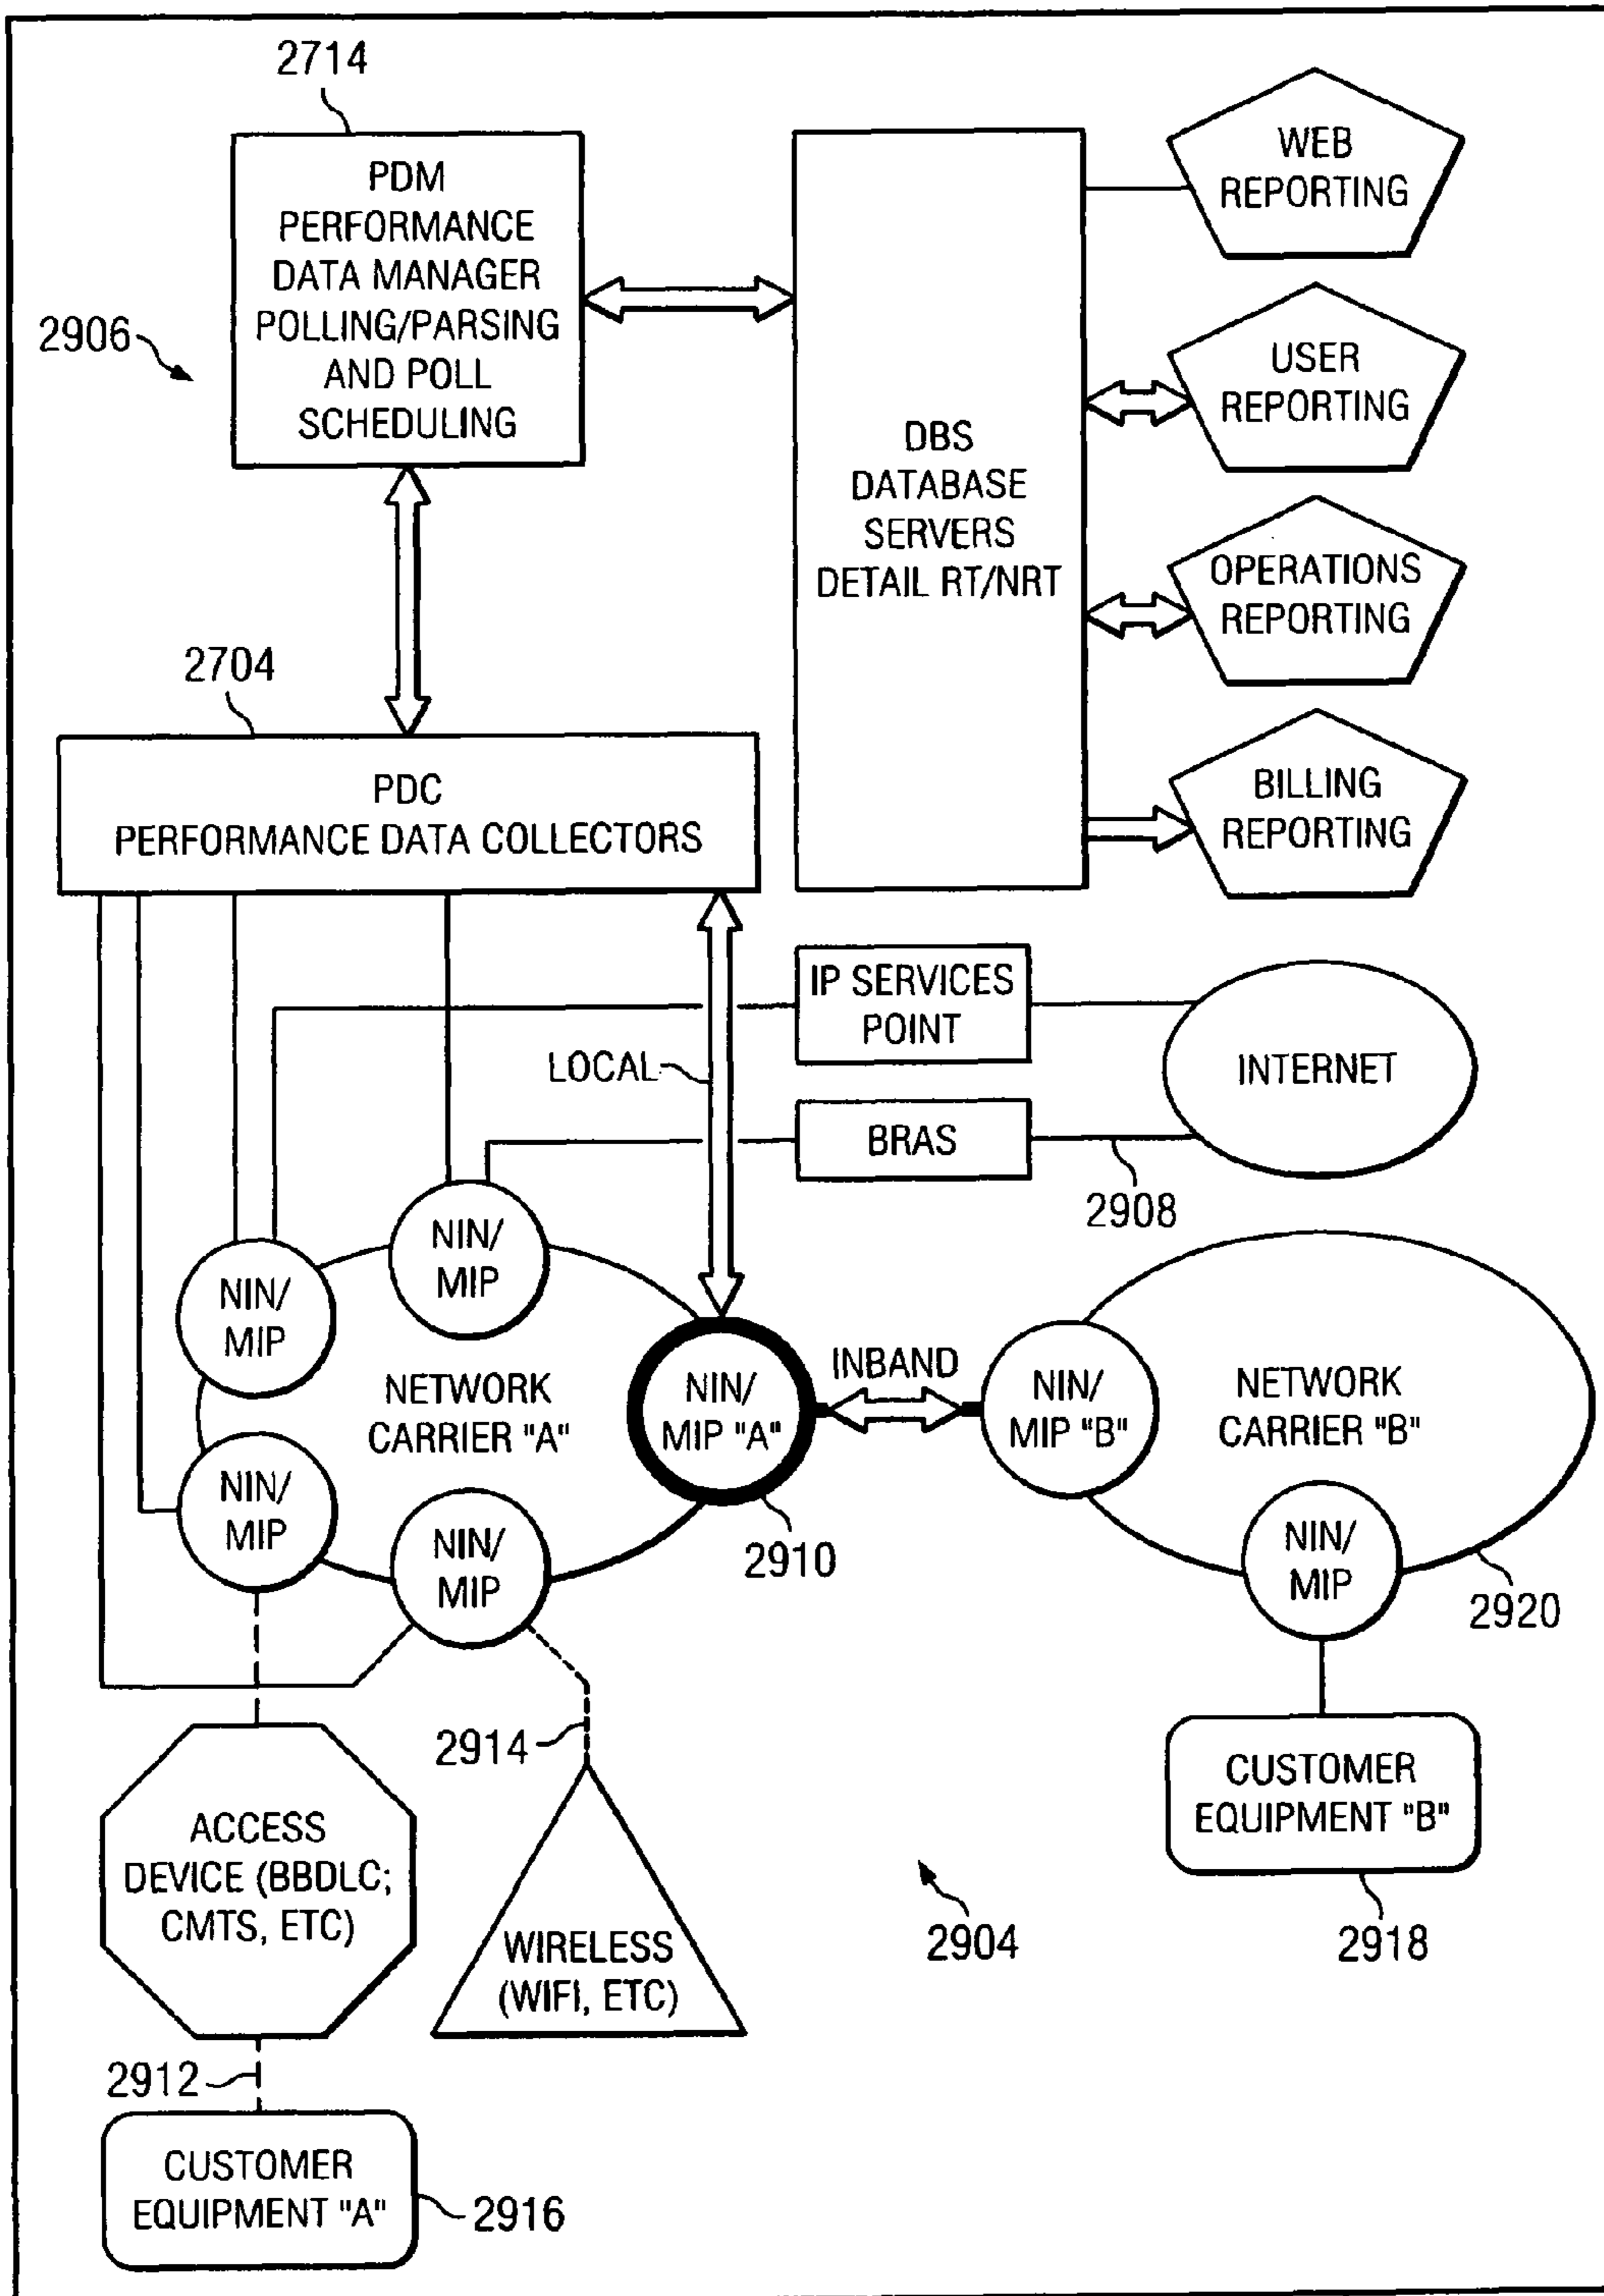 2714
PDM
PERFORMANCE
DATA MANAGER
POLLING/PARSING
AND POLL
SCHEDULING
2906
DBS
DATABASE
SERVERS
DETAIL RT/NRT
WEB
REPORTING
USER
REPORTING
OPERATIONS
REPORTING
BILLING
REPORTING
2704
PDC
PERFORMANCE DATA COLLECTORS
IP SERVICES
POINT
LOCAL
INTERNET
BRAS
2908
NIN/
MIP
NIN/
MIP
NETWORK
CARRIER "A"
NIN/
MIP "A"
INBAND
NIN/
MIP "B"
NETWORK
CARRIER "B"
NIN/
MIP
NIN/
MIP
2910
NIN/
MIP
2920
2914
ACCESS
DEVICE (BBDLC;
CMTS, ETC)
WIRELESS
(WIFI, ETC)
CUSTOMER
EQUIPMENT "B"
2904
2918
2912
CUSTOMER
EQUIPMENT "A"
2916